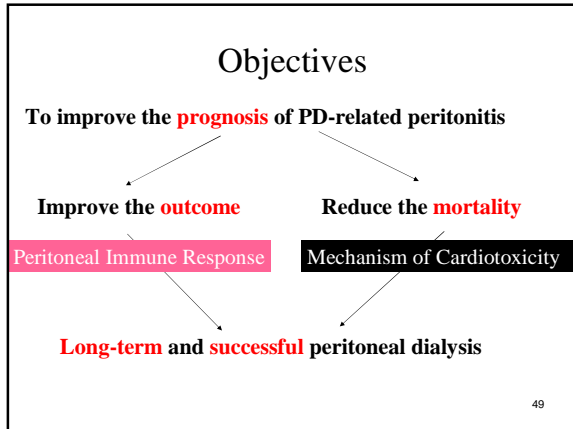 Objectives
To improve the prognosis of PD-related peritonitis
Improve the outcome
Reduce the mortality
Peritoneal Immune Response
Mechanism of Cardiotoxicity
Long-term and successful peritoneal dialysis
49